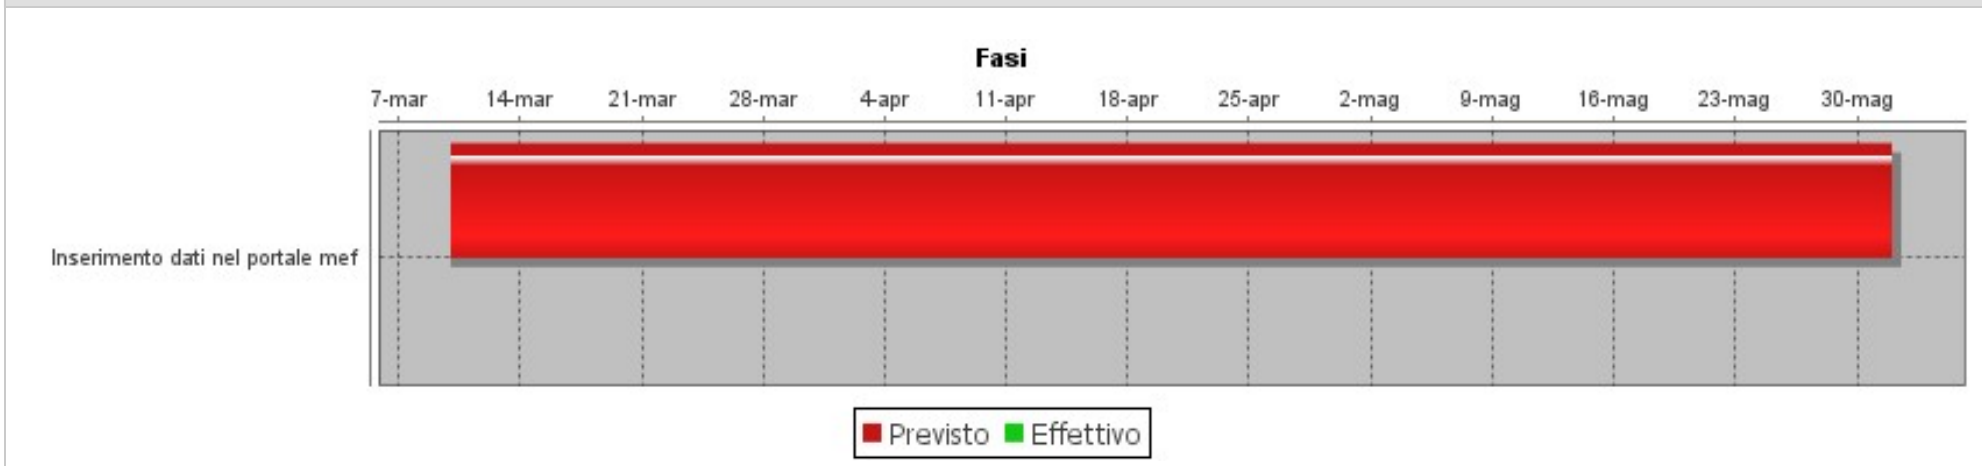 Fasi
7-mar 14-mar 21-mar 28-mar 4-apr 11-apr 18-apr 25-apr 2-mag 9-mag 16-mag 23-mag 30-mag
Inserimento dati nel portale mef
Previsto Effettivo